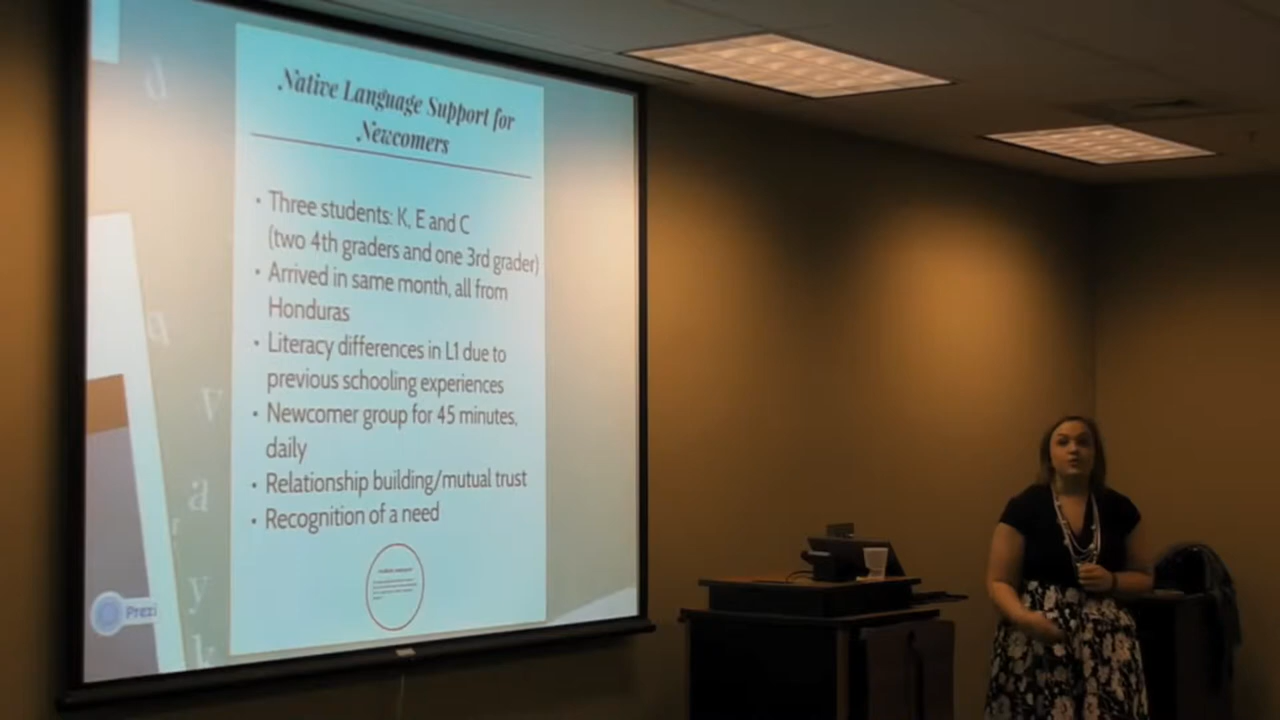 Native Language Support for
Newcomers
• Three students: K, E and C
(two 4th graders and one 3rd grader)
• Arrived in same month, all from
Honduras
• Literacy differences in L1 due to
previous schooling experiences
• Newcomer group for 45 minutes,
daily
• Relationship building/mutual trust
• Recognition of a need
d
q
v
a
r
y
Prezi